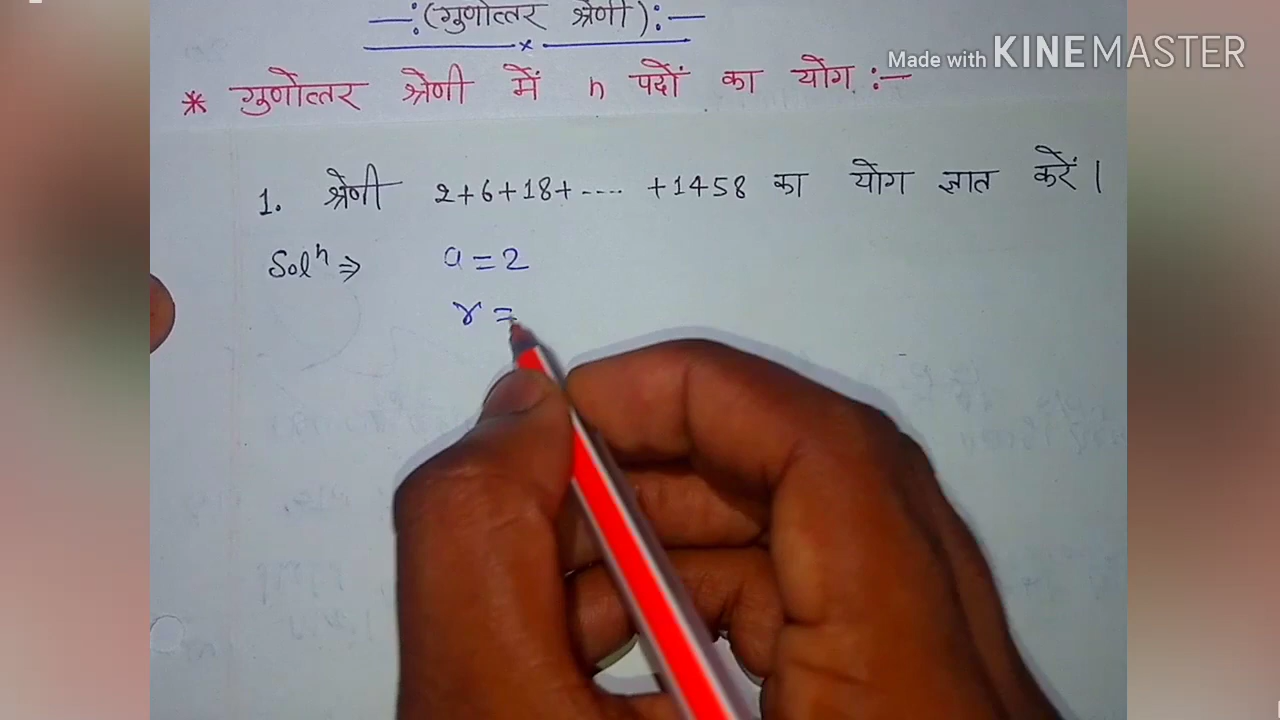 —:(गुणोत्तर श्रेणी):—
Made with KINEMASTER
* गुणोत्तर श्रेणी में n पदों का योग :—
1. श्रेणी 2+6+18+---- +1458 का योग ज्ञात करें।
Solⁿ ⇒ a = 2
r =